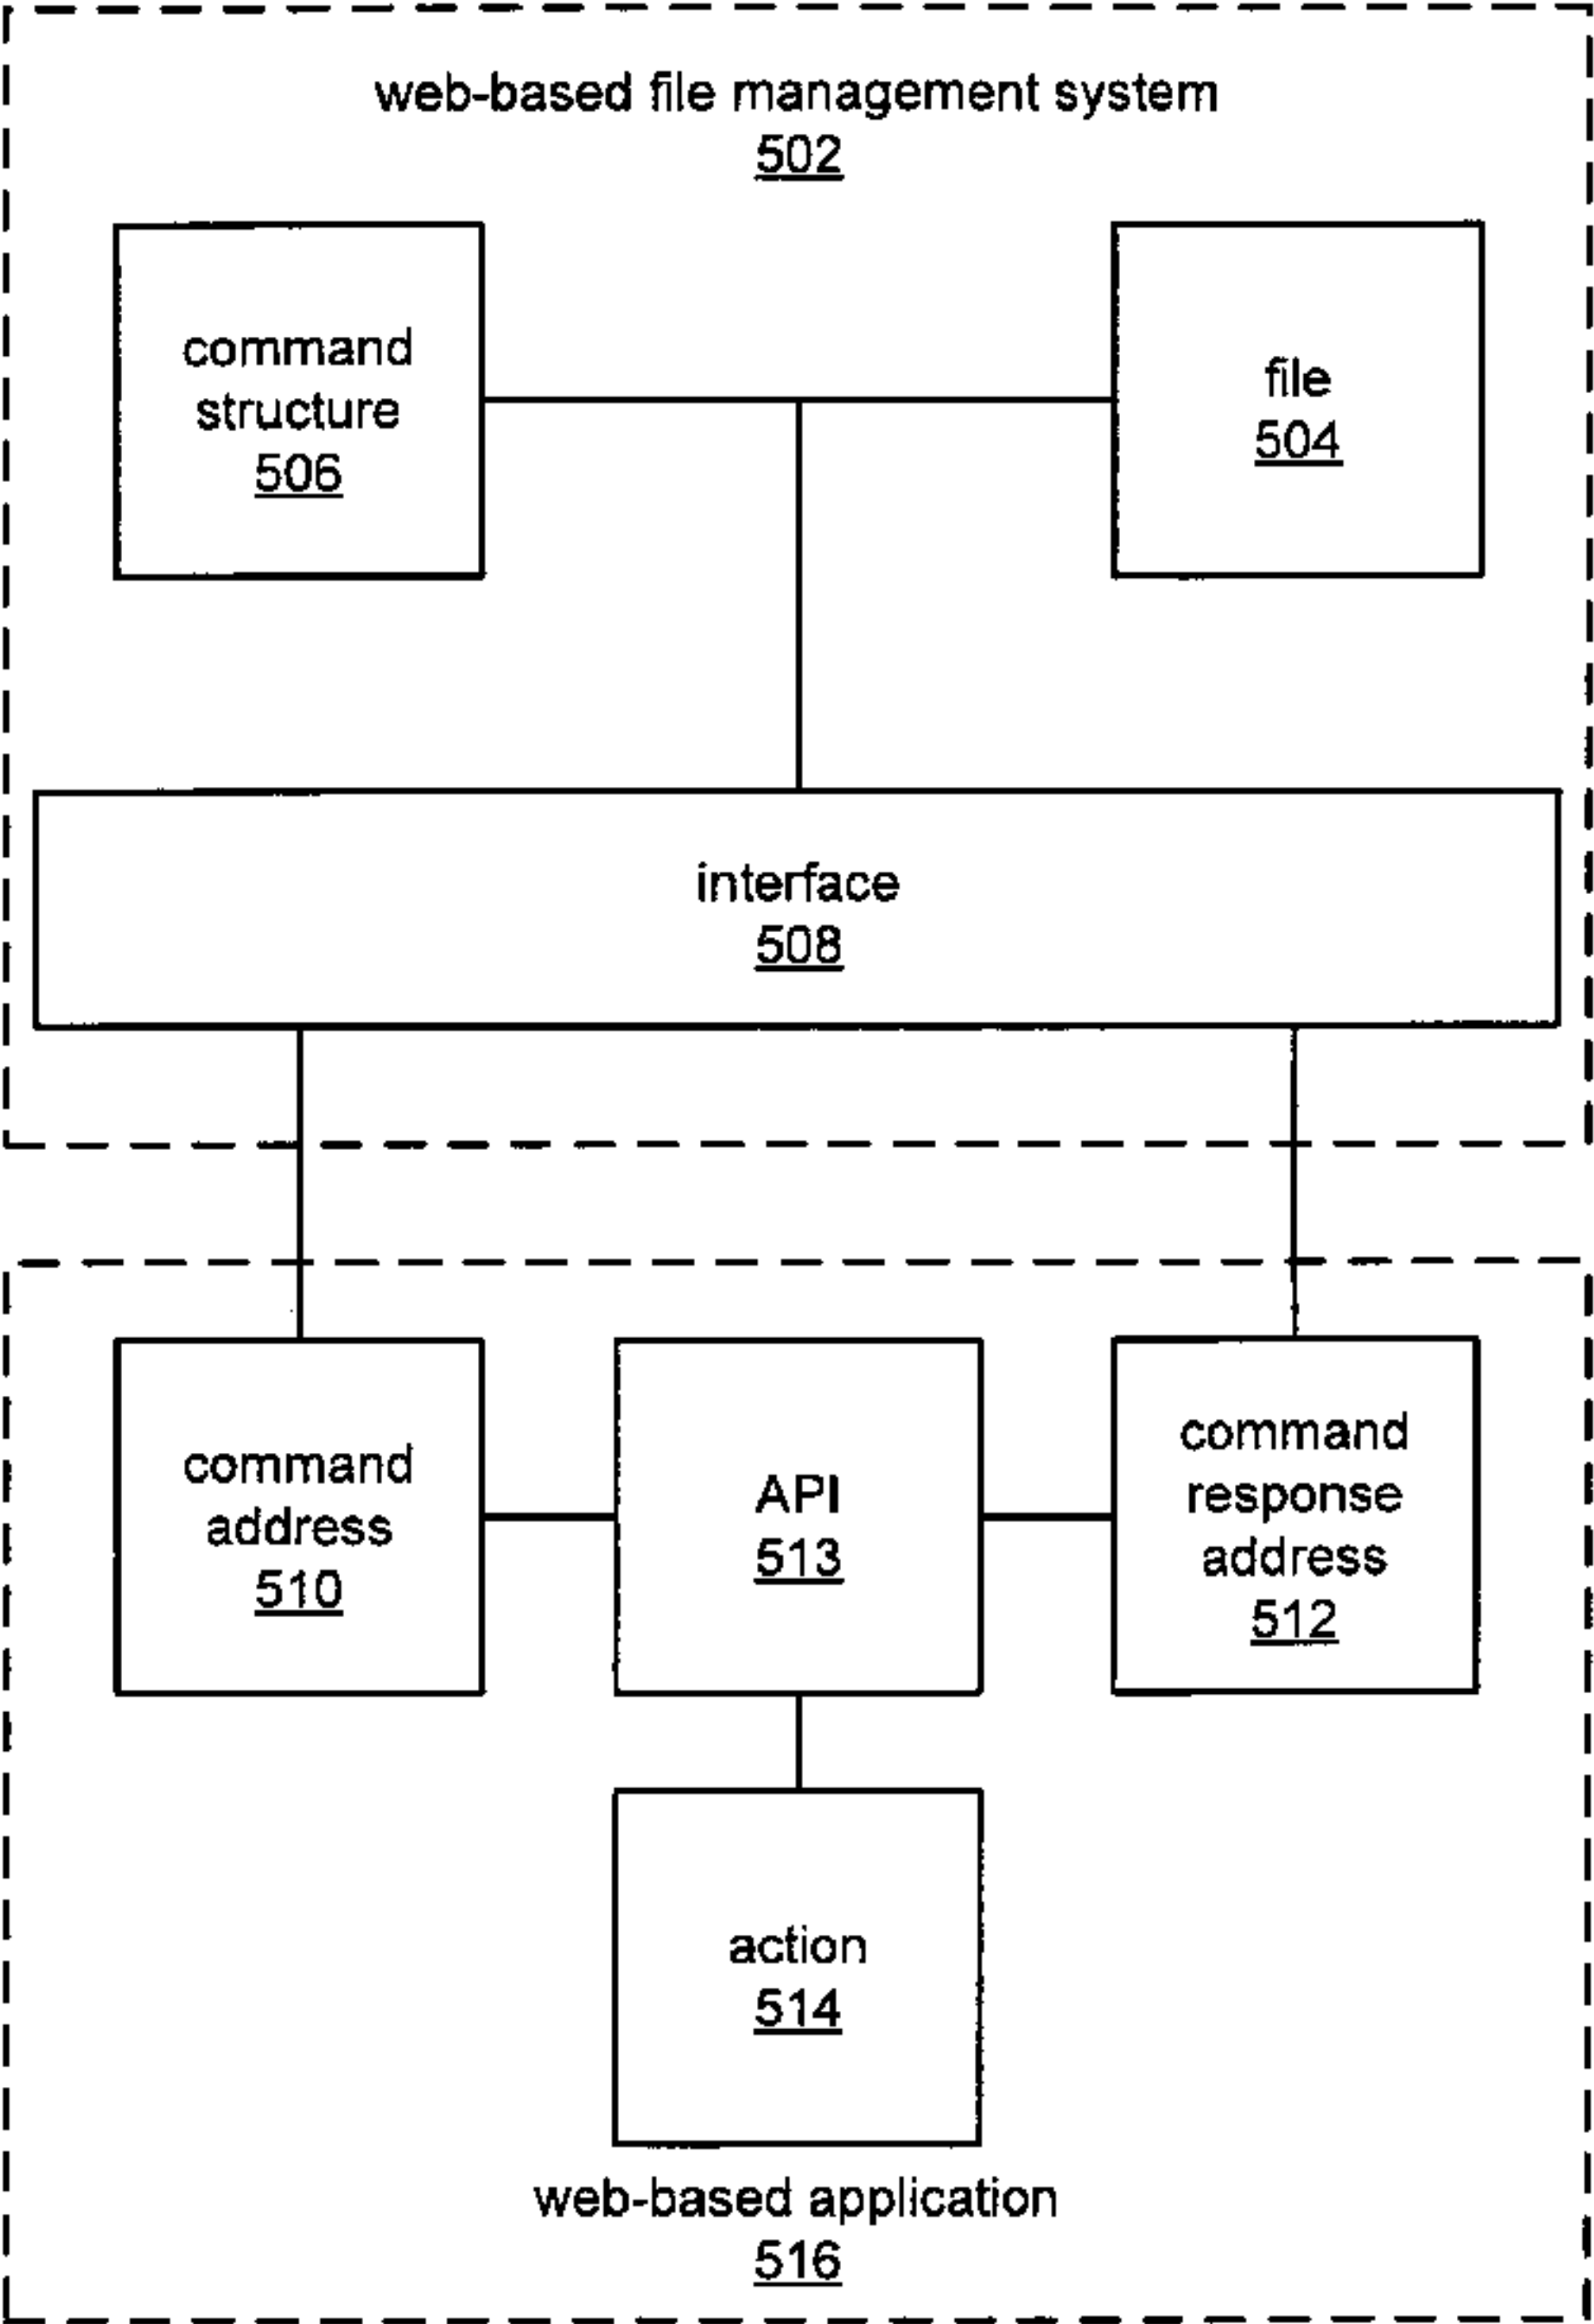 web-based file management system
502
command
structure
506
file
504
interface
508
command
address
510
API
513
command
response
address
512
action
514
web-based application
516